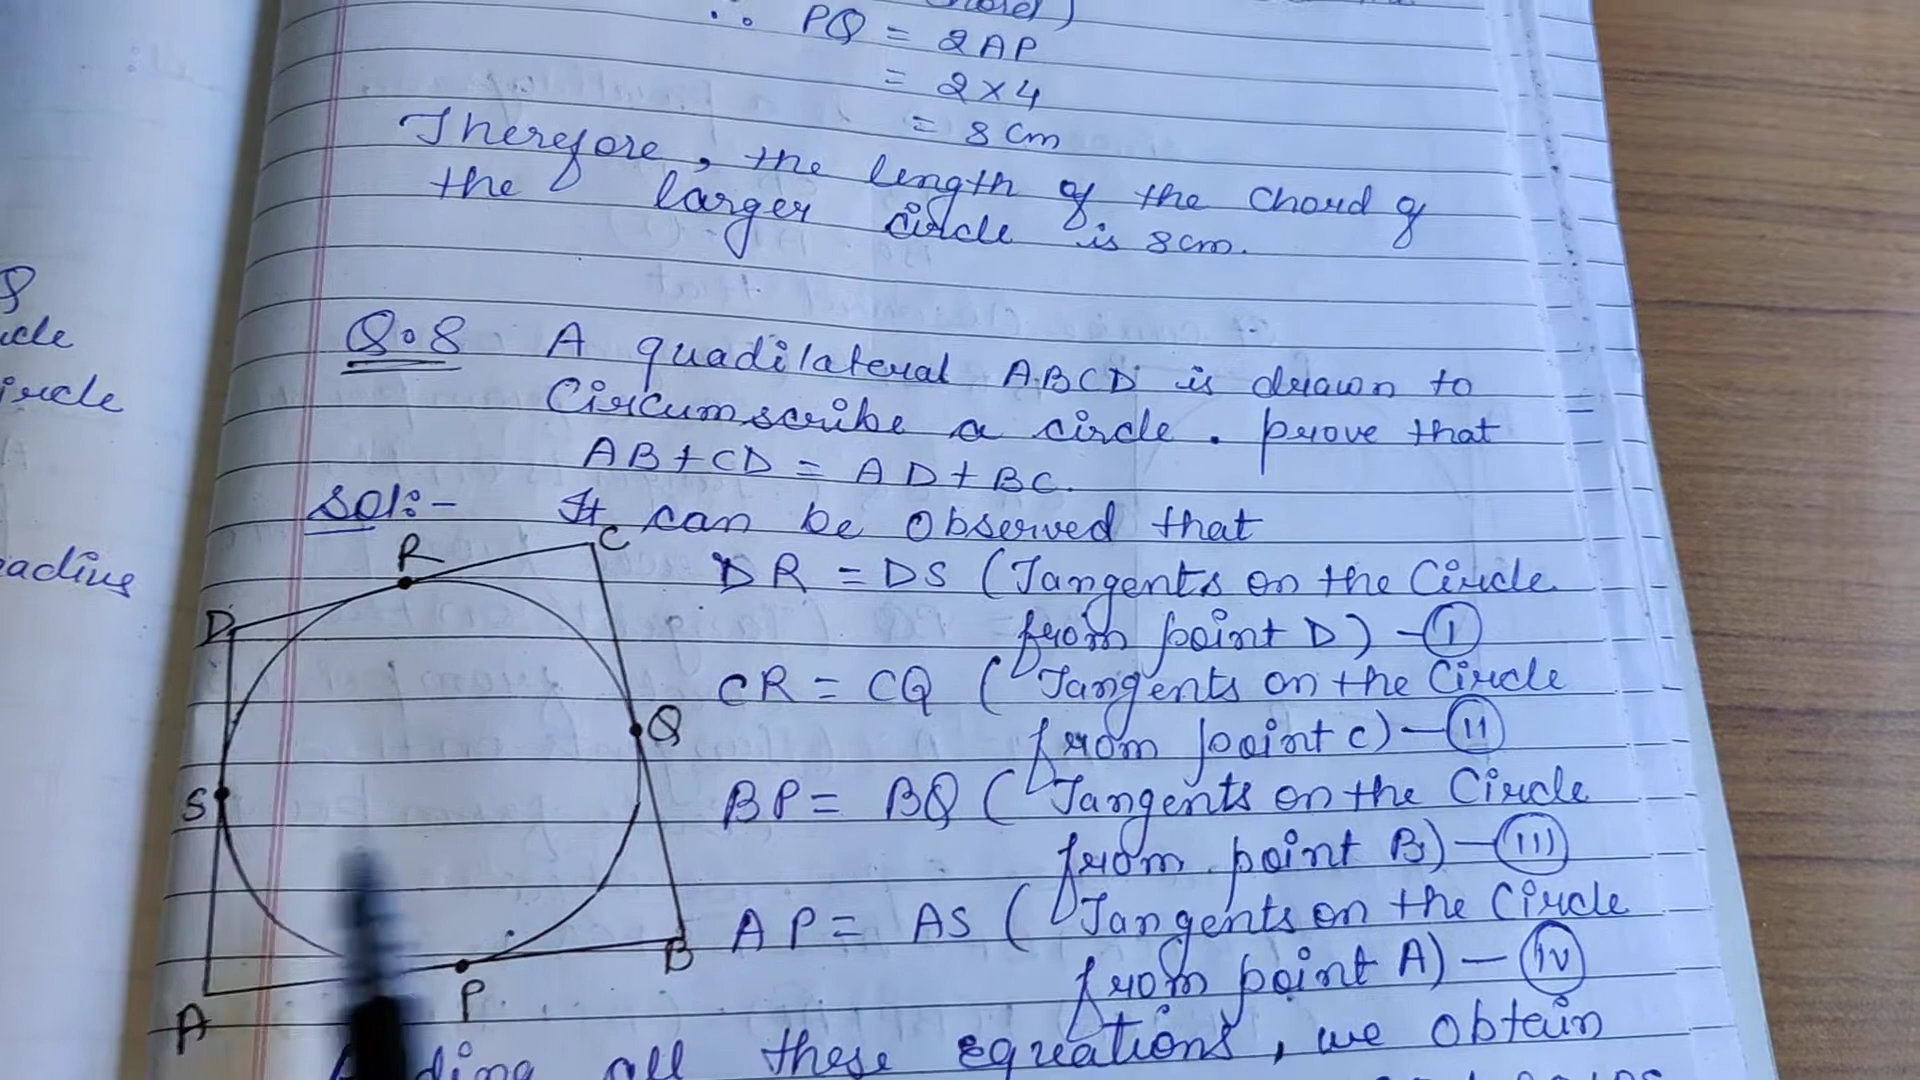 ∴ PQ = 2AP
= 2×4
= 8cm
Therefore, the length of the chord of
the larger circle is 8cm.
Q.8 A quadilateral ABCD is drawn to
Circumscribe a circle. prove that
AB+CD = AD+BC.
Sol:- It can be observed that
DR = DS (Tangents on the Circle
from point D) - (I)
CR = CQ (Tangents on the Circle
from point C) - (II)
BP = BQ (Tangents on the Circle
from point B) - (III)
AP = AS (Tangents on the Circle
from point A) - (IV)
all these equations, we obtain
R
C
D
Q
S
B
P
A
icle